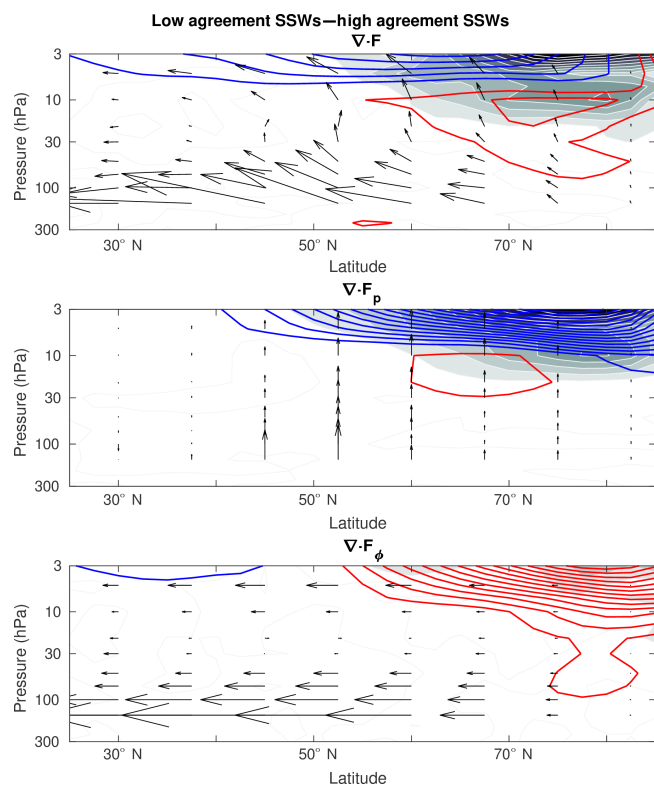 Low agreement SSWs—high agreement SSWs
∇·F
3
10
30
100
300
Pressure (hPa)
30° N
50° N
70° N
Latitude
∇·Fp
3
10
30
100
300
Pressure (hPa)
30° N
50° N
70° N
Latitude
∇·Fϕ
3
10
30
100
300
Pressure (hPa)
30° N
50° N
70° N
Latitude